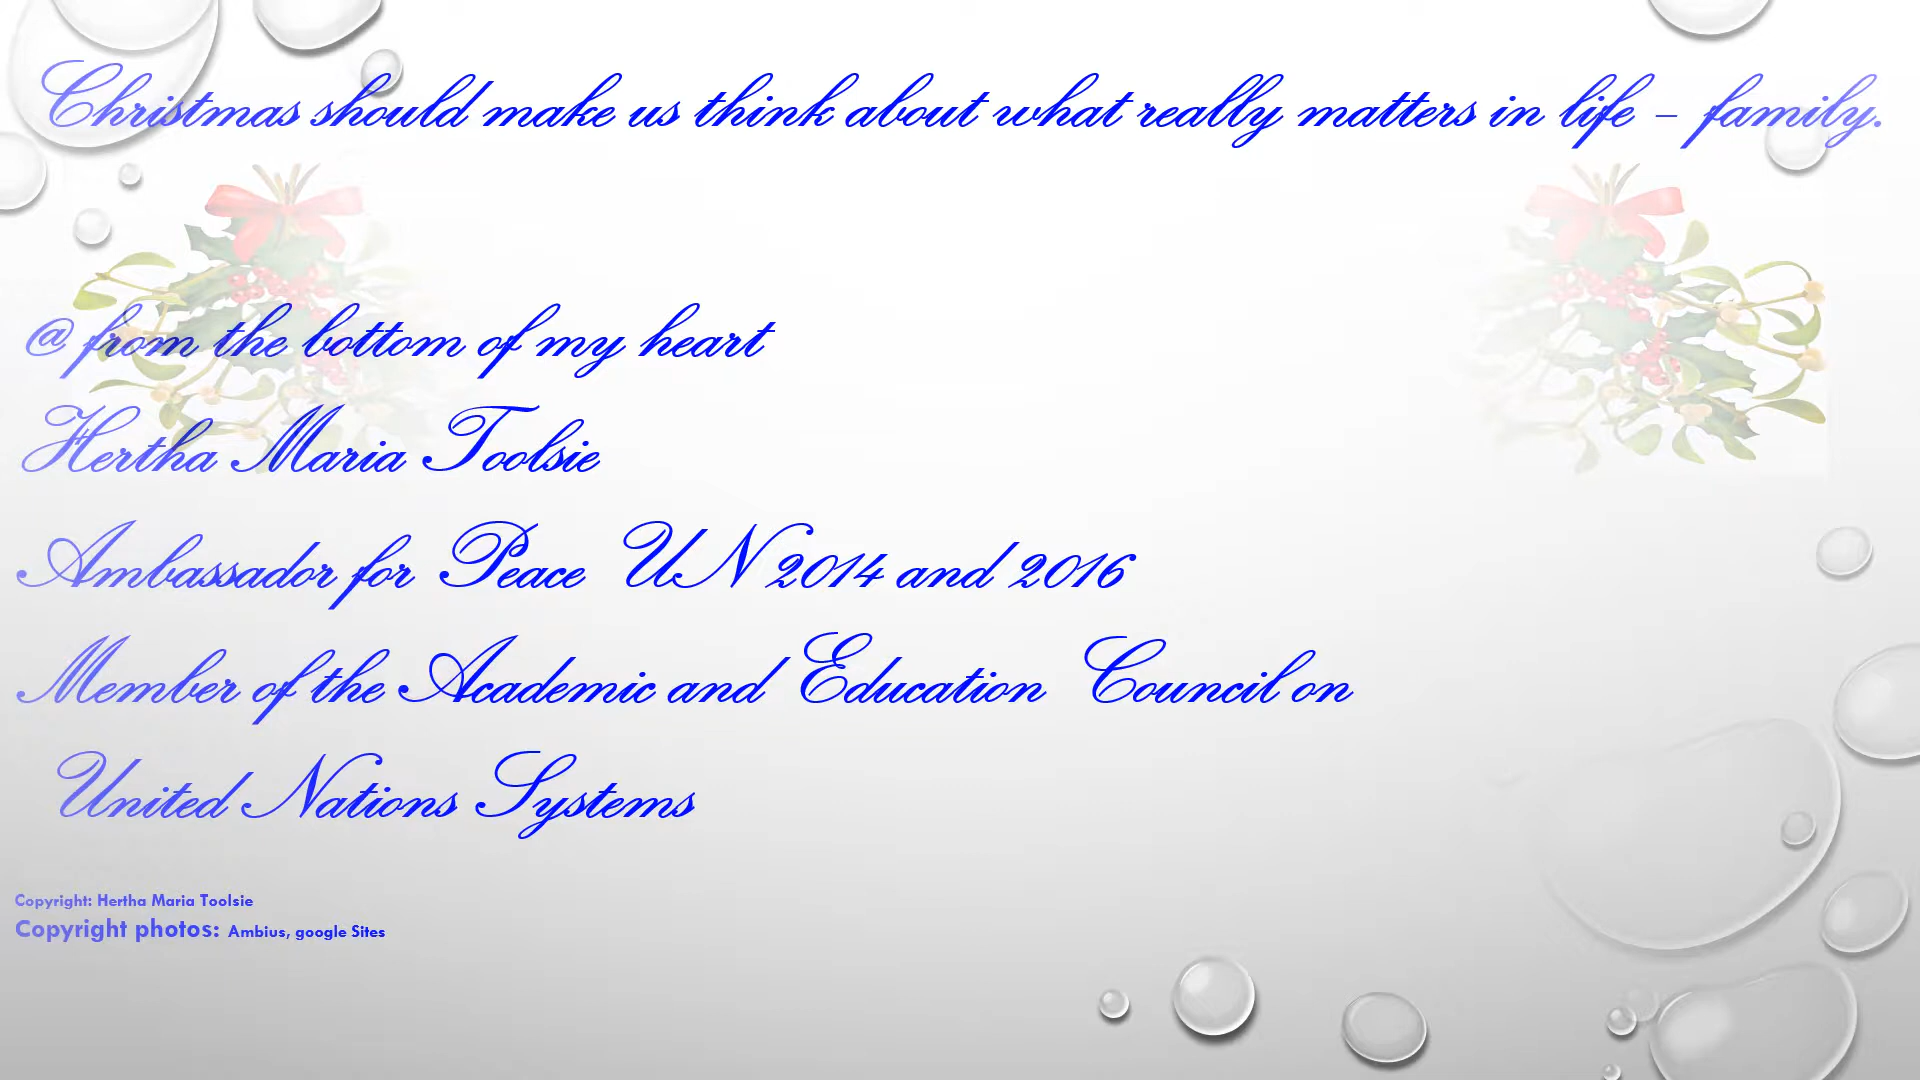 Christmas should make us think about what really matters in life – family.
@ from the bottom of my heart
Hertha Maria Toolsie
Ambassador for Peace UN 2014 and 2016
Member of the Academic and Education Council on
United Nations Systems
Copyright: Hertha Maria Toolsie
Copyright photos: Ambius, google Sites